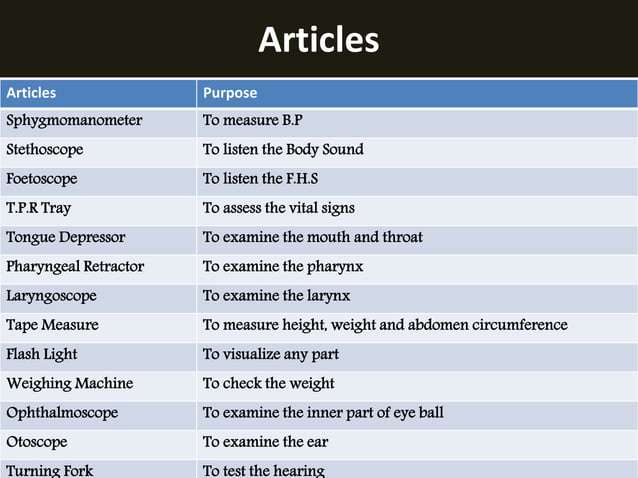 Articles
Articles Purpose
Sphygmomanometer To measure B.P
Stethoscope To listen the Body Sound
Foetoscope To listen the F.H.S
T.P.R Tray To assess the vital signs
Tongue Depressor To examine the mouth and throat
Pharyngeal Retractor To examine the pharynx
Laryngoscope To examine the larynx
Tape Measure To measure height, weight and abdomen circumference
Flash Light To visualize any part
Weighing Machine To check the weight
Ophthalmoscope To examine the inner part of eye ball
Otoscope To examine the ear
Turning Fork To test the hearing